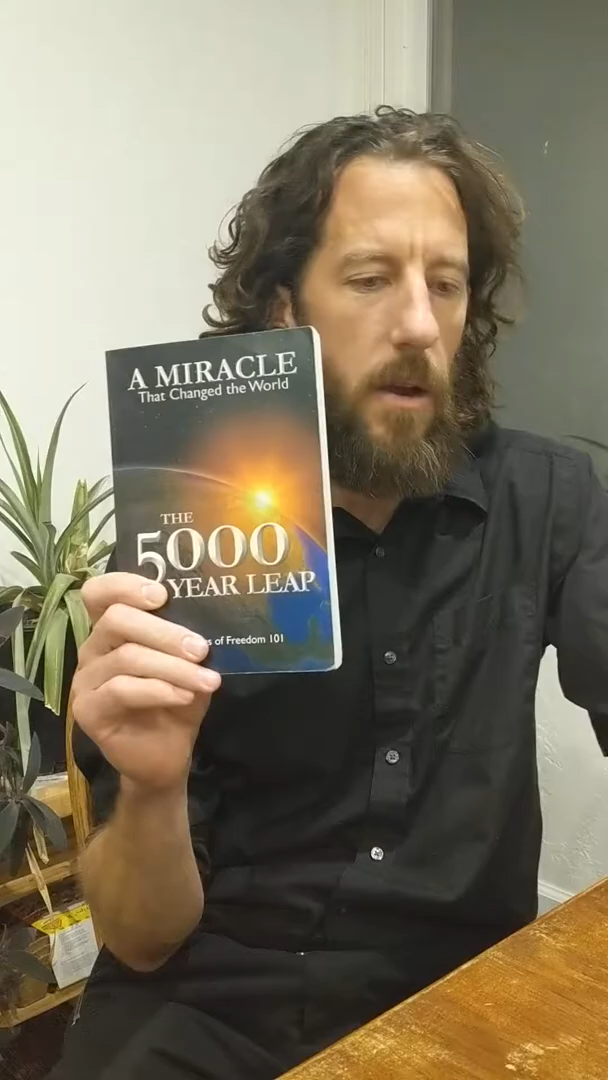 A MIRACLE
That Changed the World
THE
5000
YEAR LEAP
of Freedom 101